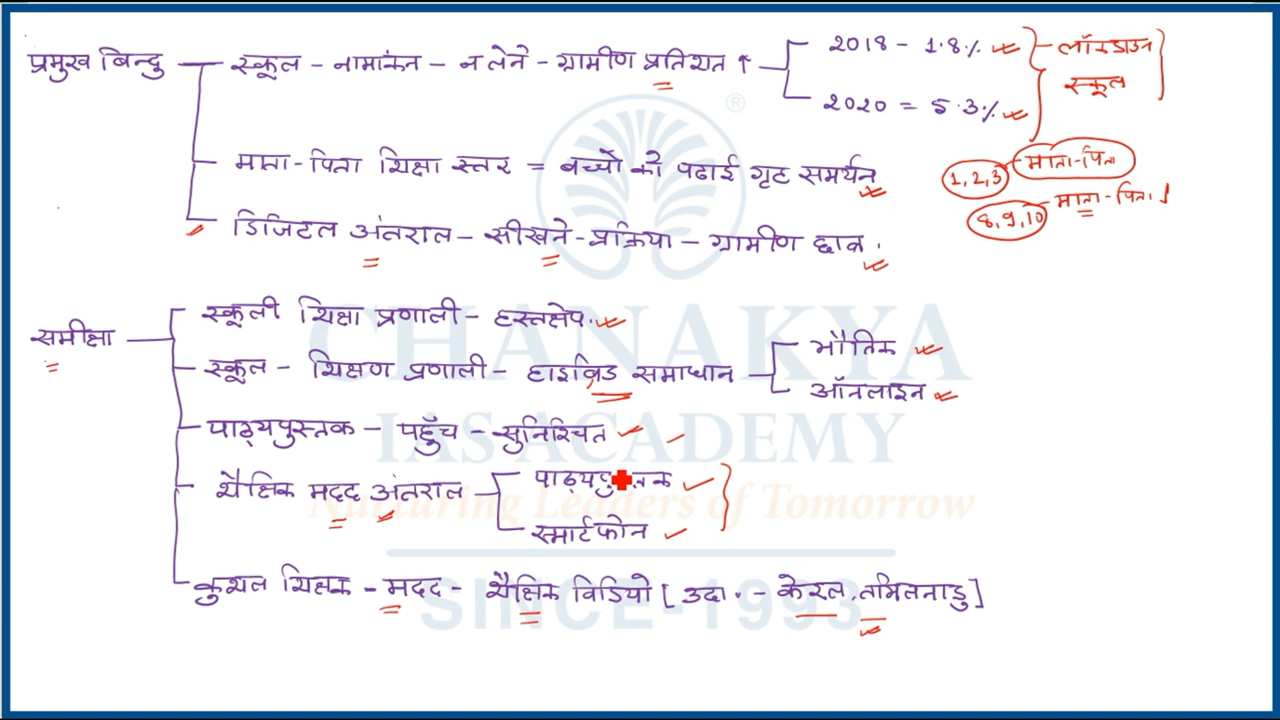 प्रमुख बिन्दु स्कूल - नामांकन - न लेने - ग्रामीण प्रतिशत ↑
2018 - 1.8%
2020 = 5.3%
लॉकडाउन
स्कूल
माता-पिता शिक्षा स्तर = बच्चों को पढाई गृह समर्थन
1,2,3 माता-पिता
8,9,10 माता-पिता ↓
डिजिटल अंतराल - सीखने - प्रक्रिया - ग्रामीण छात्र.
समीक्षा
स्कूली शिक्षा प्रणाली - हस्तक्षेप.
स्कूल - शिक्षण प्रणाली - हाइब्रिड समाधान
भौतिक
ऑनलाइन
पाठ्यपुस्तक - पहुँच - सुनिश्चित
शैक्षिक मदद अंतराल
पाठ्यपुस्तक
स्मार्टफोन
कुशल शिक्षक - मदद - शैक्षिक विडियो [उदा. - केरल, तमिलनाडु]
®
CHANAKYA
IAS ACADEMY
Nurturing Leaders of Tomorrow
SINCE-1993